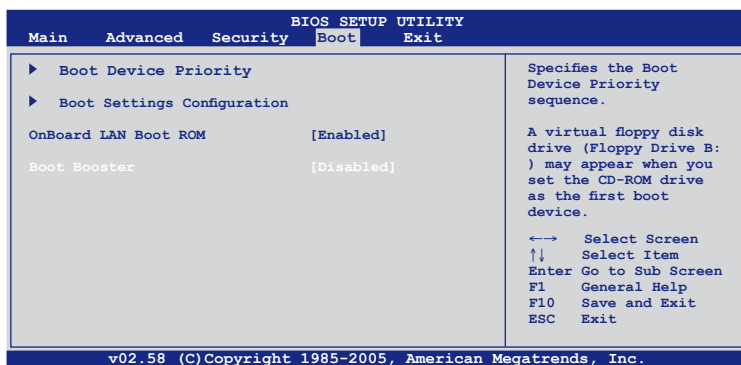 BIOS SETUP UTILITY
Main Advanced Security Boot Exit
Boot Device Priority
Boot Settings Configuration
OnBoard LAN Boot ROM [Enabled]
Boot Booster [Disabled]
Specifies the Boot
Device Priority
sequence.
A virtual floppy disk
drive (Floppy Drive B:
) may appear when you
set the CD-ROM drive
as the first boot
device.
←→ Select Screen
↑↓ Select Item
Enter Go to Sub Screen
F1 General Help
F10 Save and Exit
ESC Exit
v02.58 (C)Copyright 1985-2005, American Megatrends, Inc.